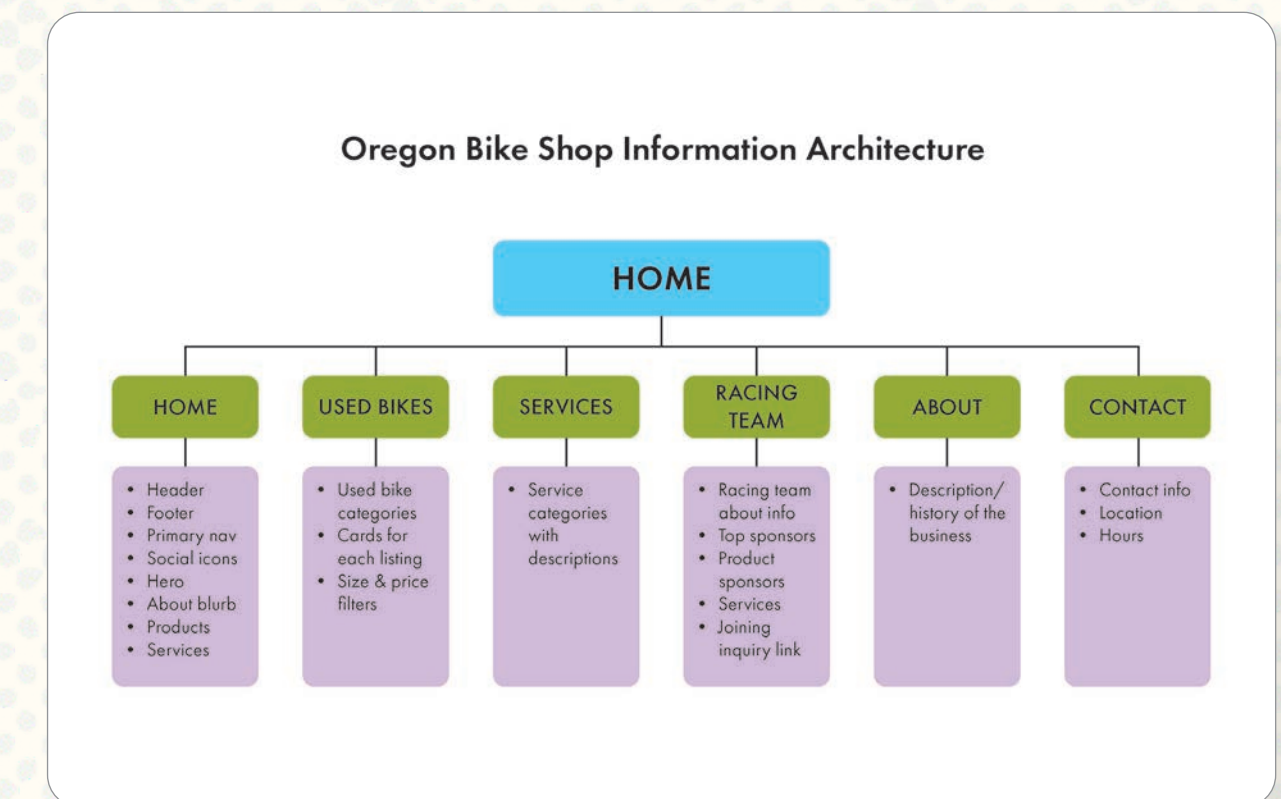 Oregon Bike Shop Information Architecture
HOME
HOME
• Header
• Footer
• Primary nav
• Social icons
• Hero
• About blurb
• Products
• Services
USED BIKES
• Used bike
categories
• Cards for
each listing
• Size & price
filters
SERVICES
• Service
categories
with
descriptions
RACING
TEAM
• Racing team
about info
• Top sponsors
• Product
sponsors
• Services
• Joining
inquiry link
ABOUT
• Description/
history of the
business
CONTACT
• Contact info
• Location
• Hours